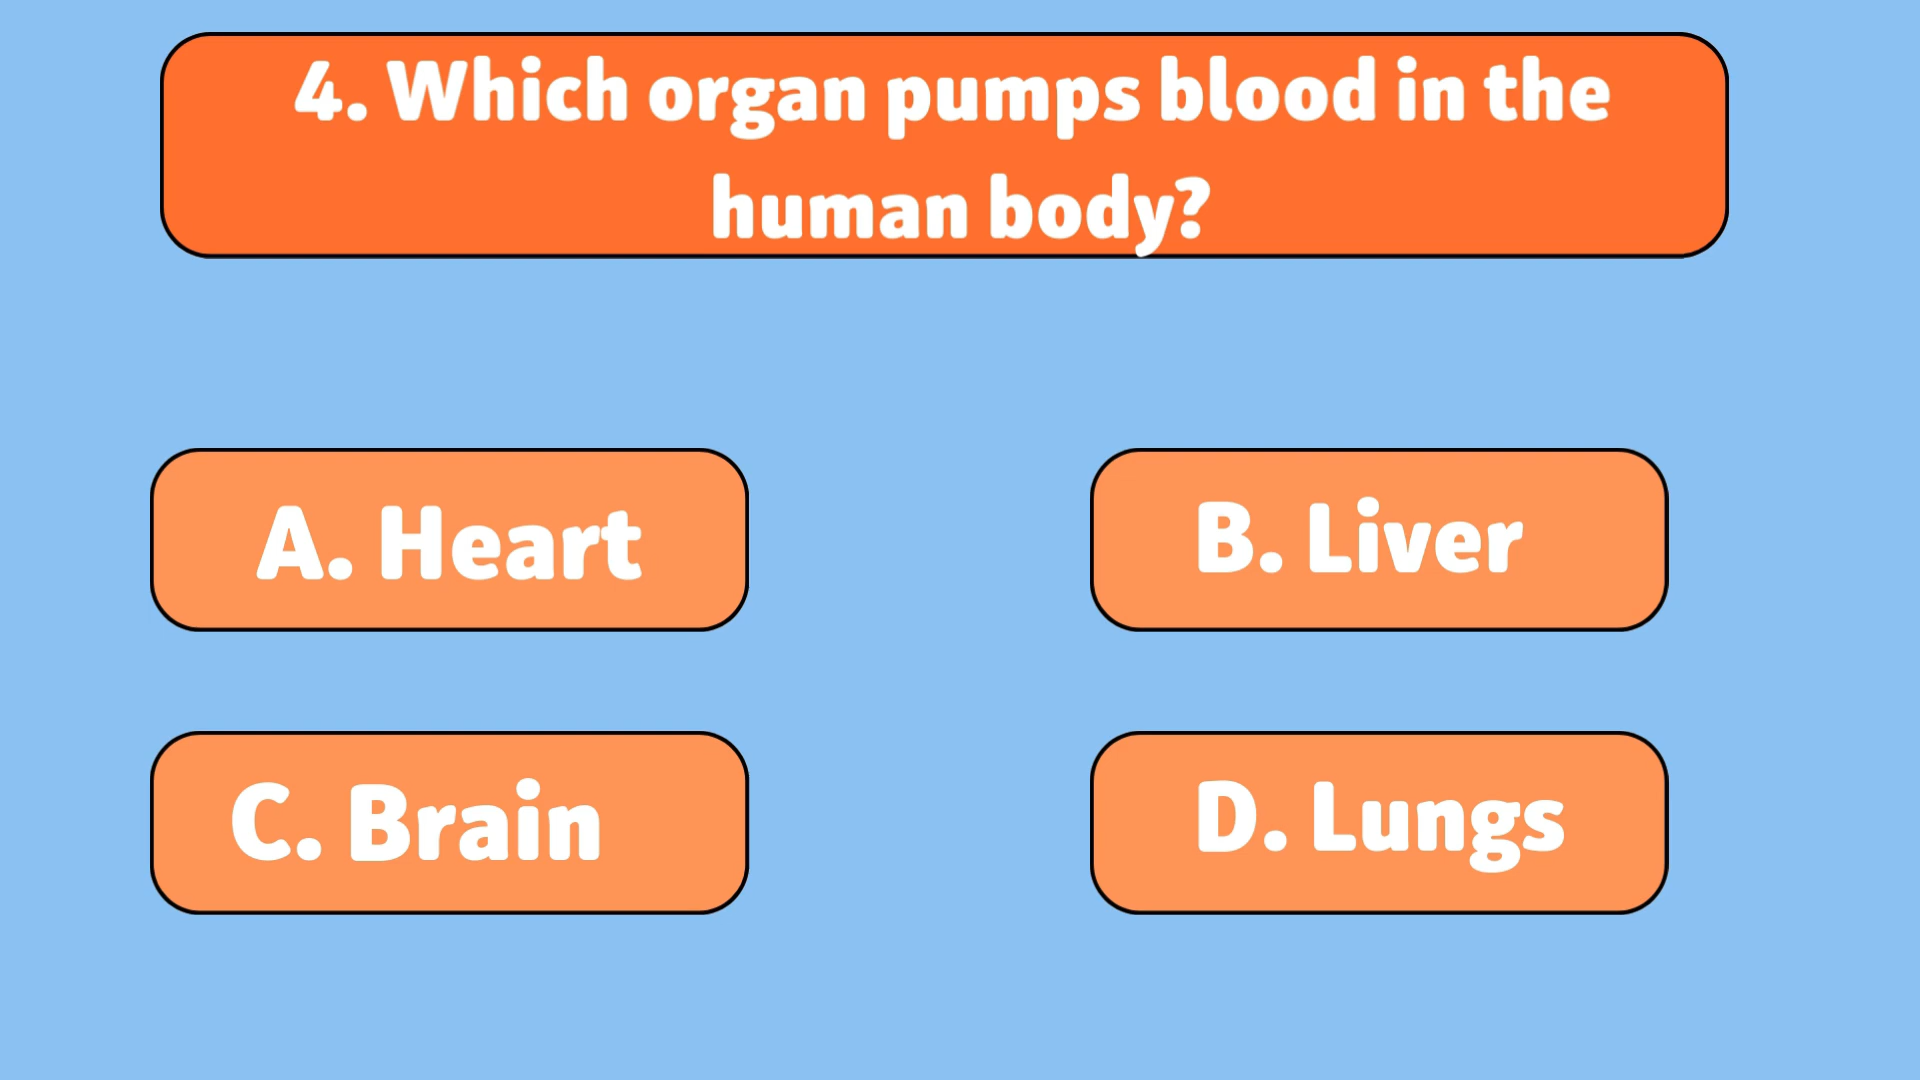 4. Which organ pumps blood in the
human body?
A. Heart
B. Liver
C. Brain
D. Lungs